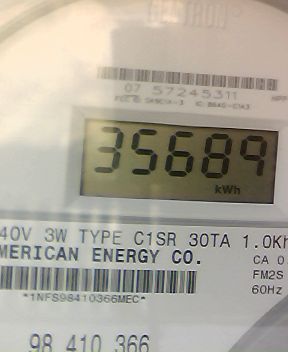 CENTRON
07 57245311
35689
kWh
40V 3W TYPE C1SR 30TA 1.0Kh
MERICAN ENERGY CO.
CA 0
FM2S
60Hz
*1NFS98410366MEC*
98 410 366